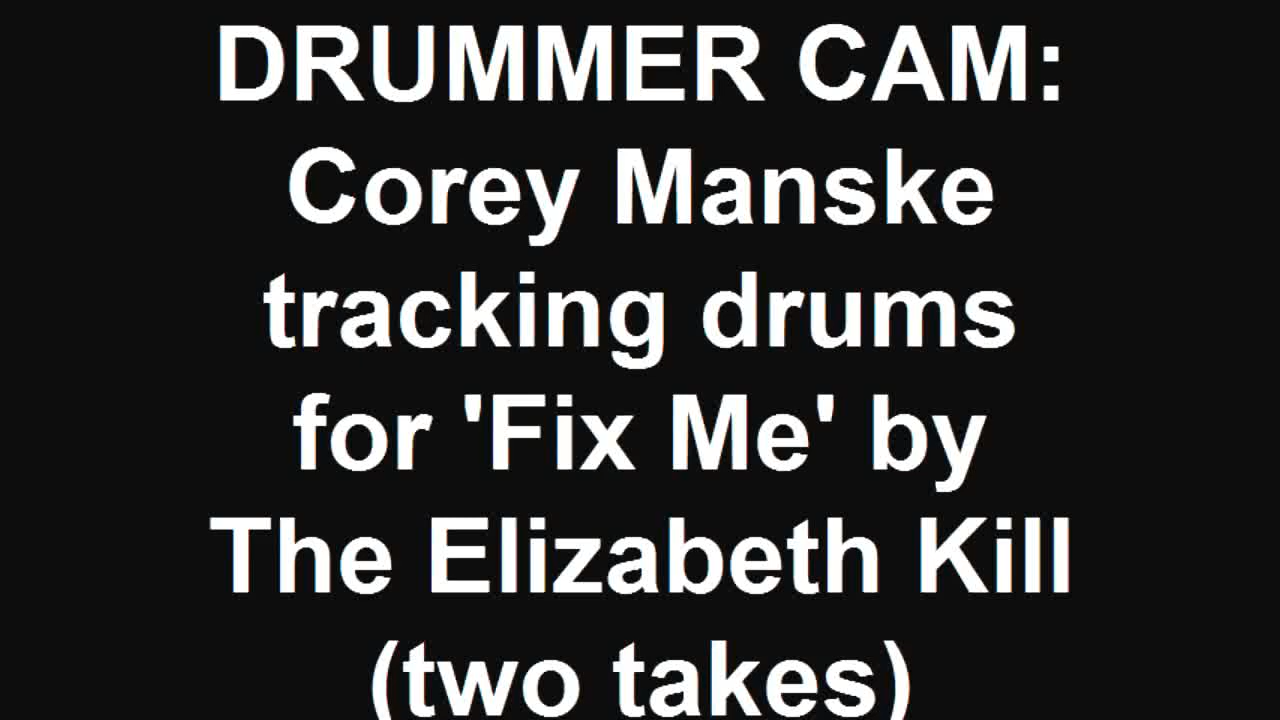 DRUMMER CAM:
Corey Manske
tracking drums
for 'Fix Me' by
The Elizabeth Kill
(two takes)